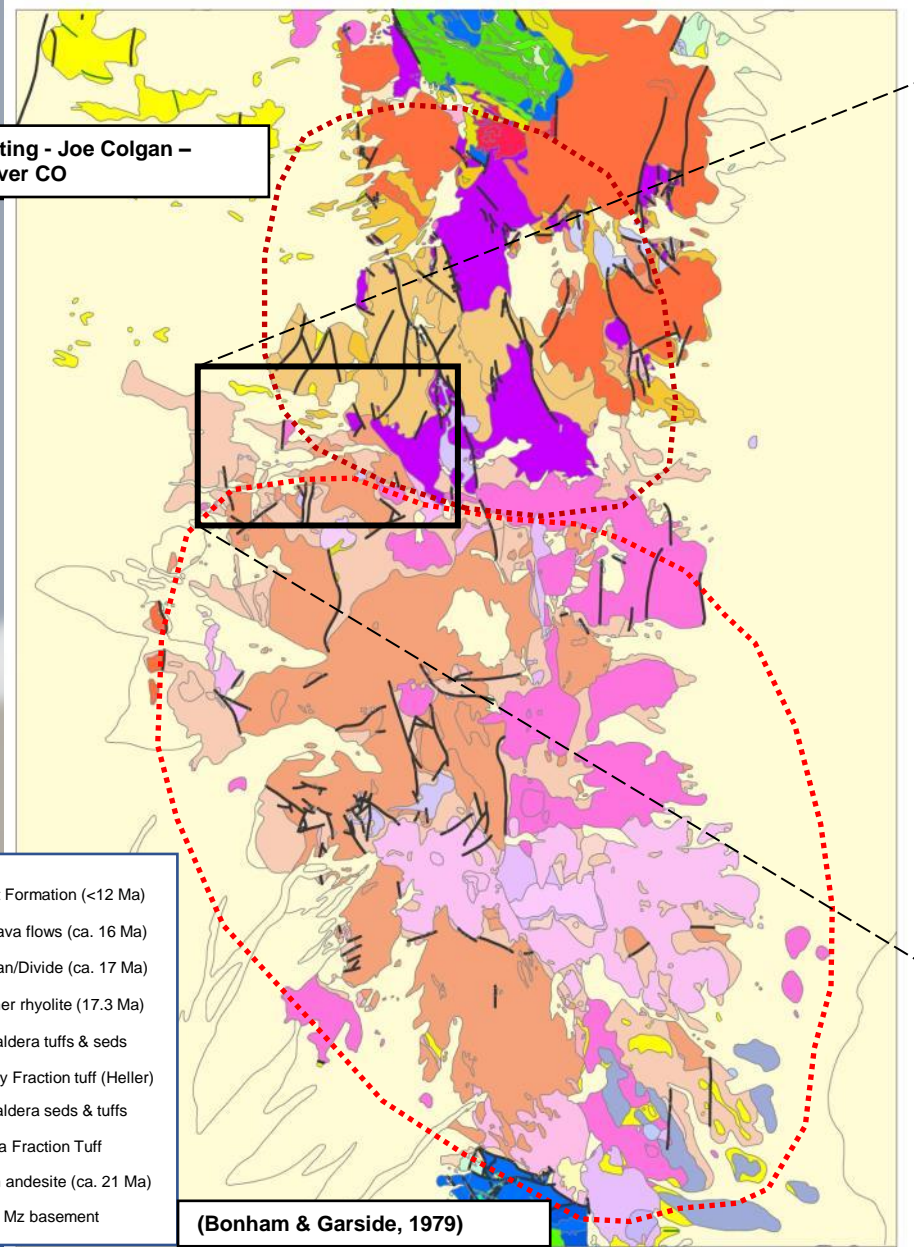 ting - Joe Colgan –
ver CO
Formation (<12 Ma)
ava flows (ca. 16 Ma)
an/Divide (ca. 17 Ma)
er rhyolite (17.3 Ma)
aldera tuffs & seds
y Fraction tuff (Heller)
aldera seds & tuffs
a Fraction Tuff
andesite (ca. 21 Ma)
Mz basement
(Bonham & Garside, 1979)